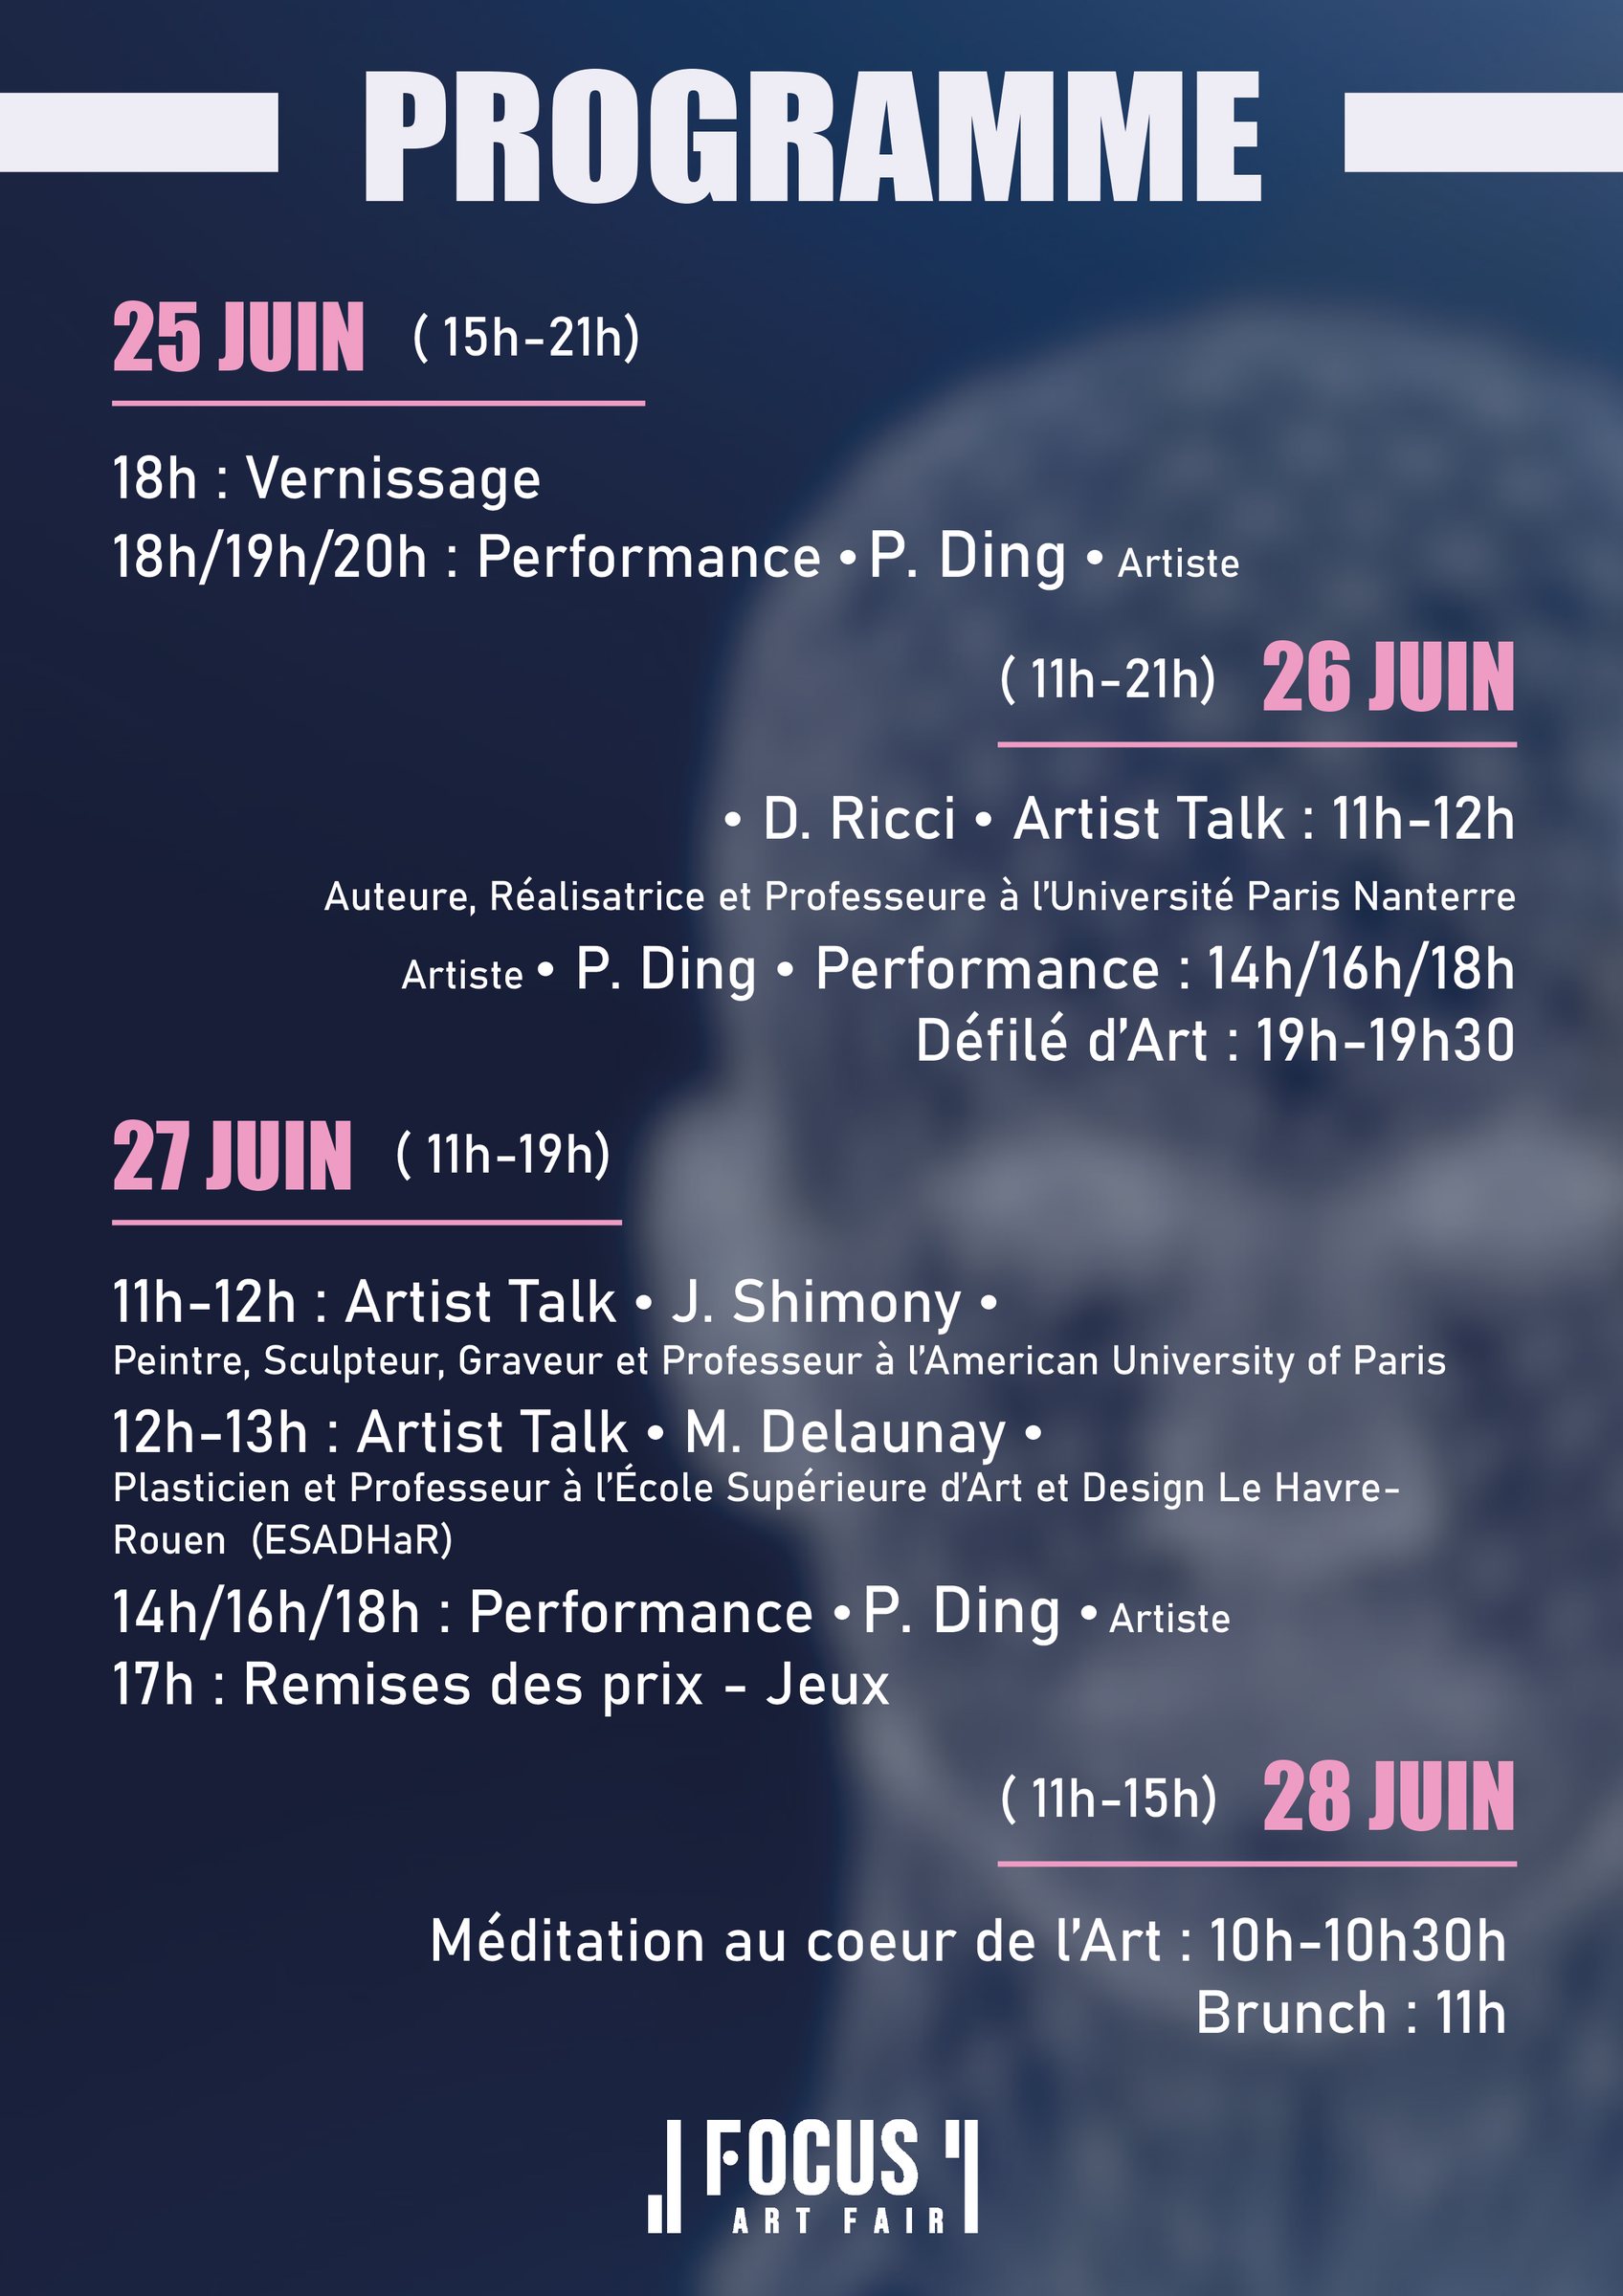 PROGRAMME
25 JUIN ( 15h-21h)
18h : Vernissage
18h/19h/20h : Performance • P. Ding • Artiste
( 11h-21h) 26 JUIN
• D. Ricci • Artist Talk : 11h-12h
Auteure, Réalisatrice et Professeure à l'Université Paris Nanterre
Artiste • P. Ding • Performance : 14h/16h/18h
Défilé d'Art : 19h-19h30
27 JUIN ( 11h-19h)
11h-12h : Artist Talk • J. Shimony •
Peintre, Sculpteur, Graveur et Professeur à l'American University of Paris
12h-13h : Artist Talk • M. Delaunay •
Plasticien et Professeur à l'École Supérieure d'Art et Design Le Havre-
Rouen (ESADHaR)
14h/16h/18h : Performance • P. Ding • Artiste
17h : Remises des prix - Jeux
( 11h-15h) 28 JUIN
Méditation au coeur de l'Art : 10h-10h30h
Brunch : 11h
FOCUS
ART FAIR